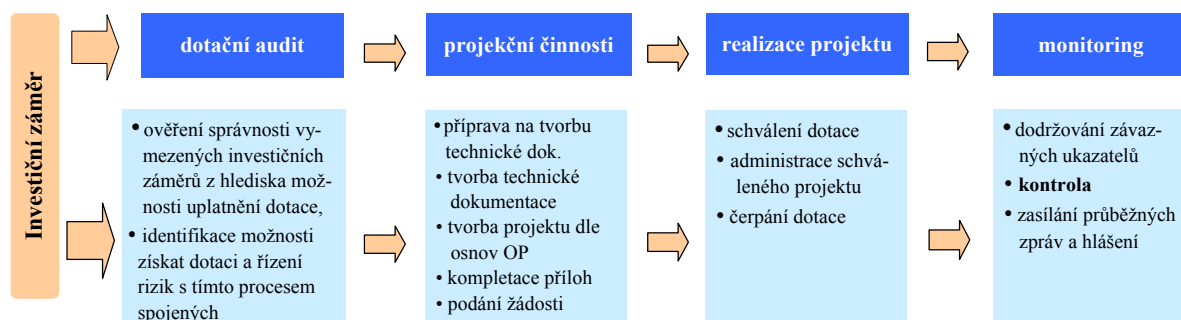 Investiční záměr
dotační audit
• ověření správnosti vy-
mezených investičních
záměrů z hlediska mož-
nosti uplatnění dotace,
• identifikace možnosti
získat dotaci a řízení
rizik s tímto procesem
spojených
projekční činnosti
• příprava na tvorbu
technické dok.
• tvorba technické
dokumentace
• tvorba projektu dle
osnov OP
• kompletace příloh
• podání žádosti
realizace projektu
• schválení dotace
• administrace schvá-
leného projektu
• čerpání dotace
monitoring
• dodržování závaz-
ných ukazatelů
• kontrola
• zasílání průběžných
zpráv a hlášení